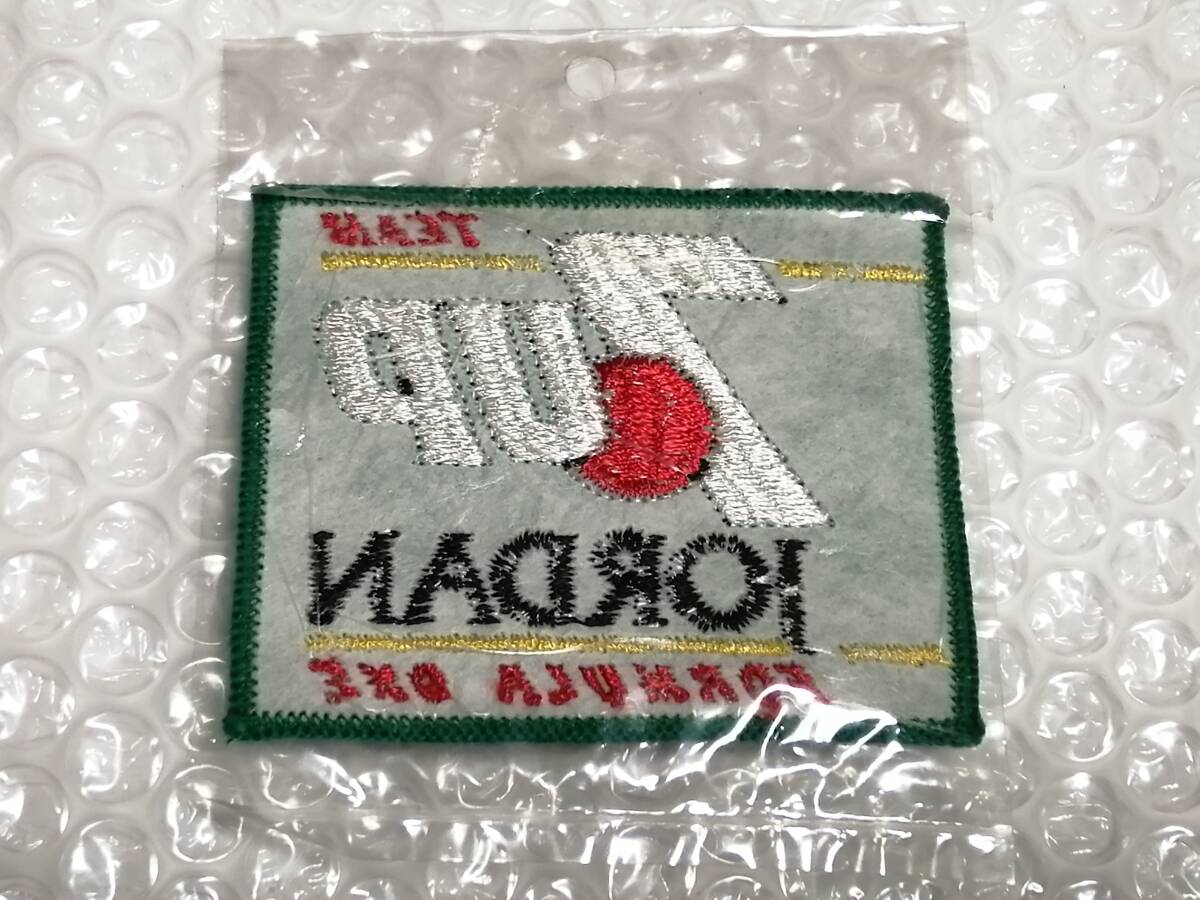 TEAM
7up
JORDAN
FORMULA ONE